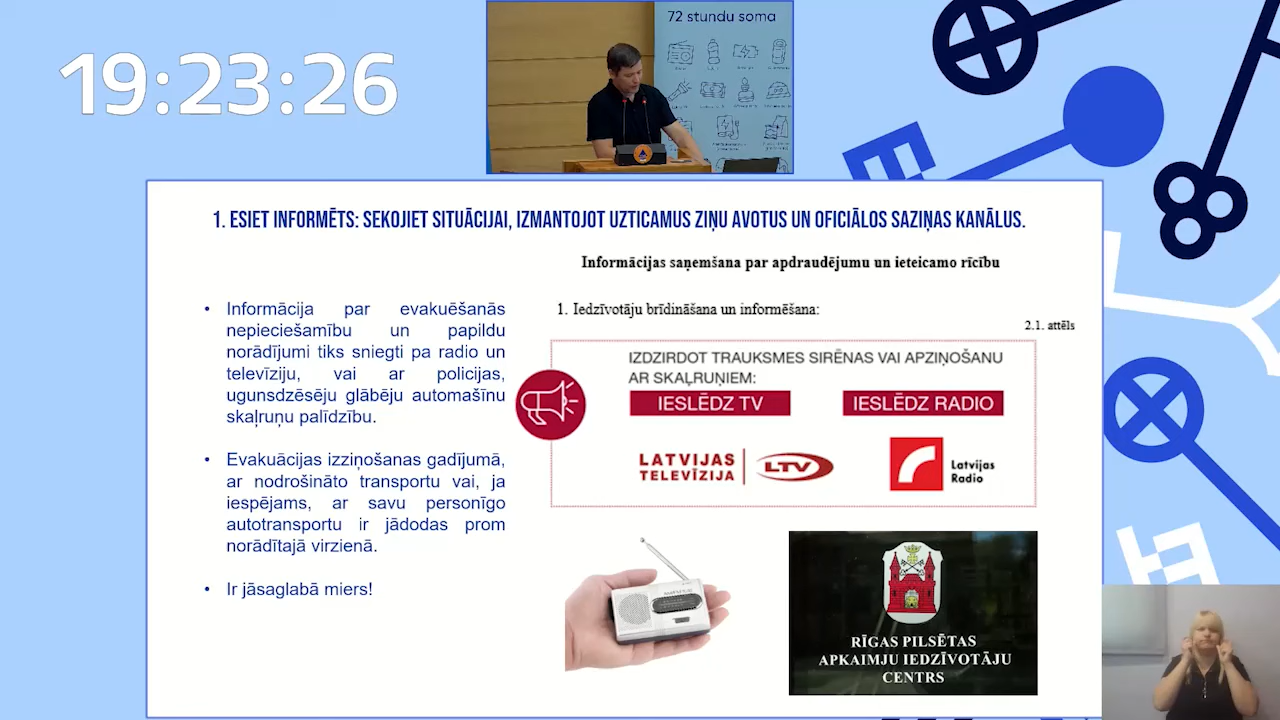 19:23:26
72 stundu soma
1. ESIET INFORMĒTS: SEKOJIET SITUĀCIJAI, IZMANTOJOT UZTICAMUS ZIŅU AVOTUS UN OFICIĀLOS SAZIŅAS KANĀLUS.
Informācijas saņemšana par apdraudējumu un ieteicamo rīcību
• Informācija par evakuēšanās
nepieciešamību un papildu
norādījumi tiks sniegti pa radio un
televīziju, vai ar policijas,
ugunsdzēsēju glābēju automašīnu
skaļruņu palīdzību.
• Evakuācijas izziņošanas gadījumā,
ar nodrošināto transportu vai, ja
iespējams, ar savu personīgo
autotransportu ir jādodas prom
norādītajā virzienā.
• Ir jāsaglabā miers!
1. Iedzīvotāju brīdināšana un informēšana:
2.1. attēls
IZDZIRDOT TRAUKSMES SIRĒNAS VAI APZIŅOŠANU
AR SKAĻRUŅIEM:
IESLĒDZ TV
IESLĒDZ RADIO
LATVIJAS
TELEVĪZIJA
LTV
Latvijas
Radio
RĪGAS PILSĒTAS
APKAIMJU IEDZĪVOTĀJU
CENTRS